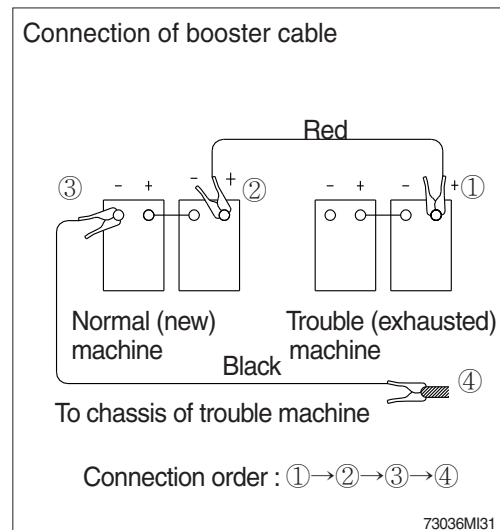 Connection of booster cable
Red
③ - + - + ② - + - + ①
Normal (new) machine
Trouble (exhausted) machine
Black
④
To chassis of trouble machine
Connection order : ①→②→③→④
73036MI31